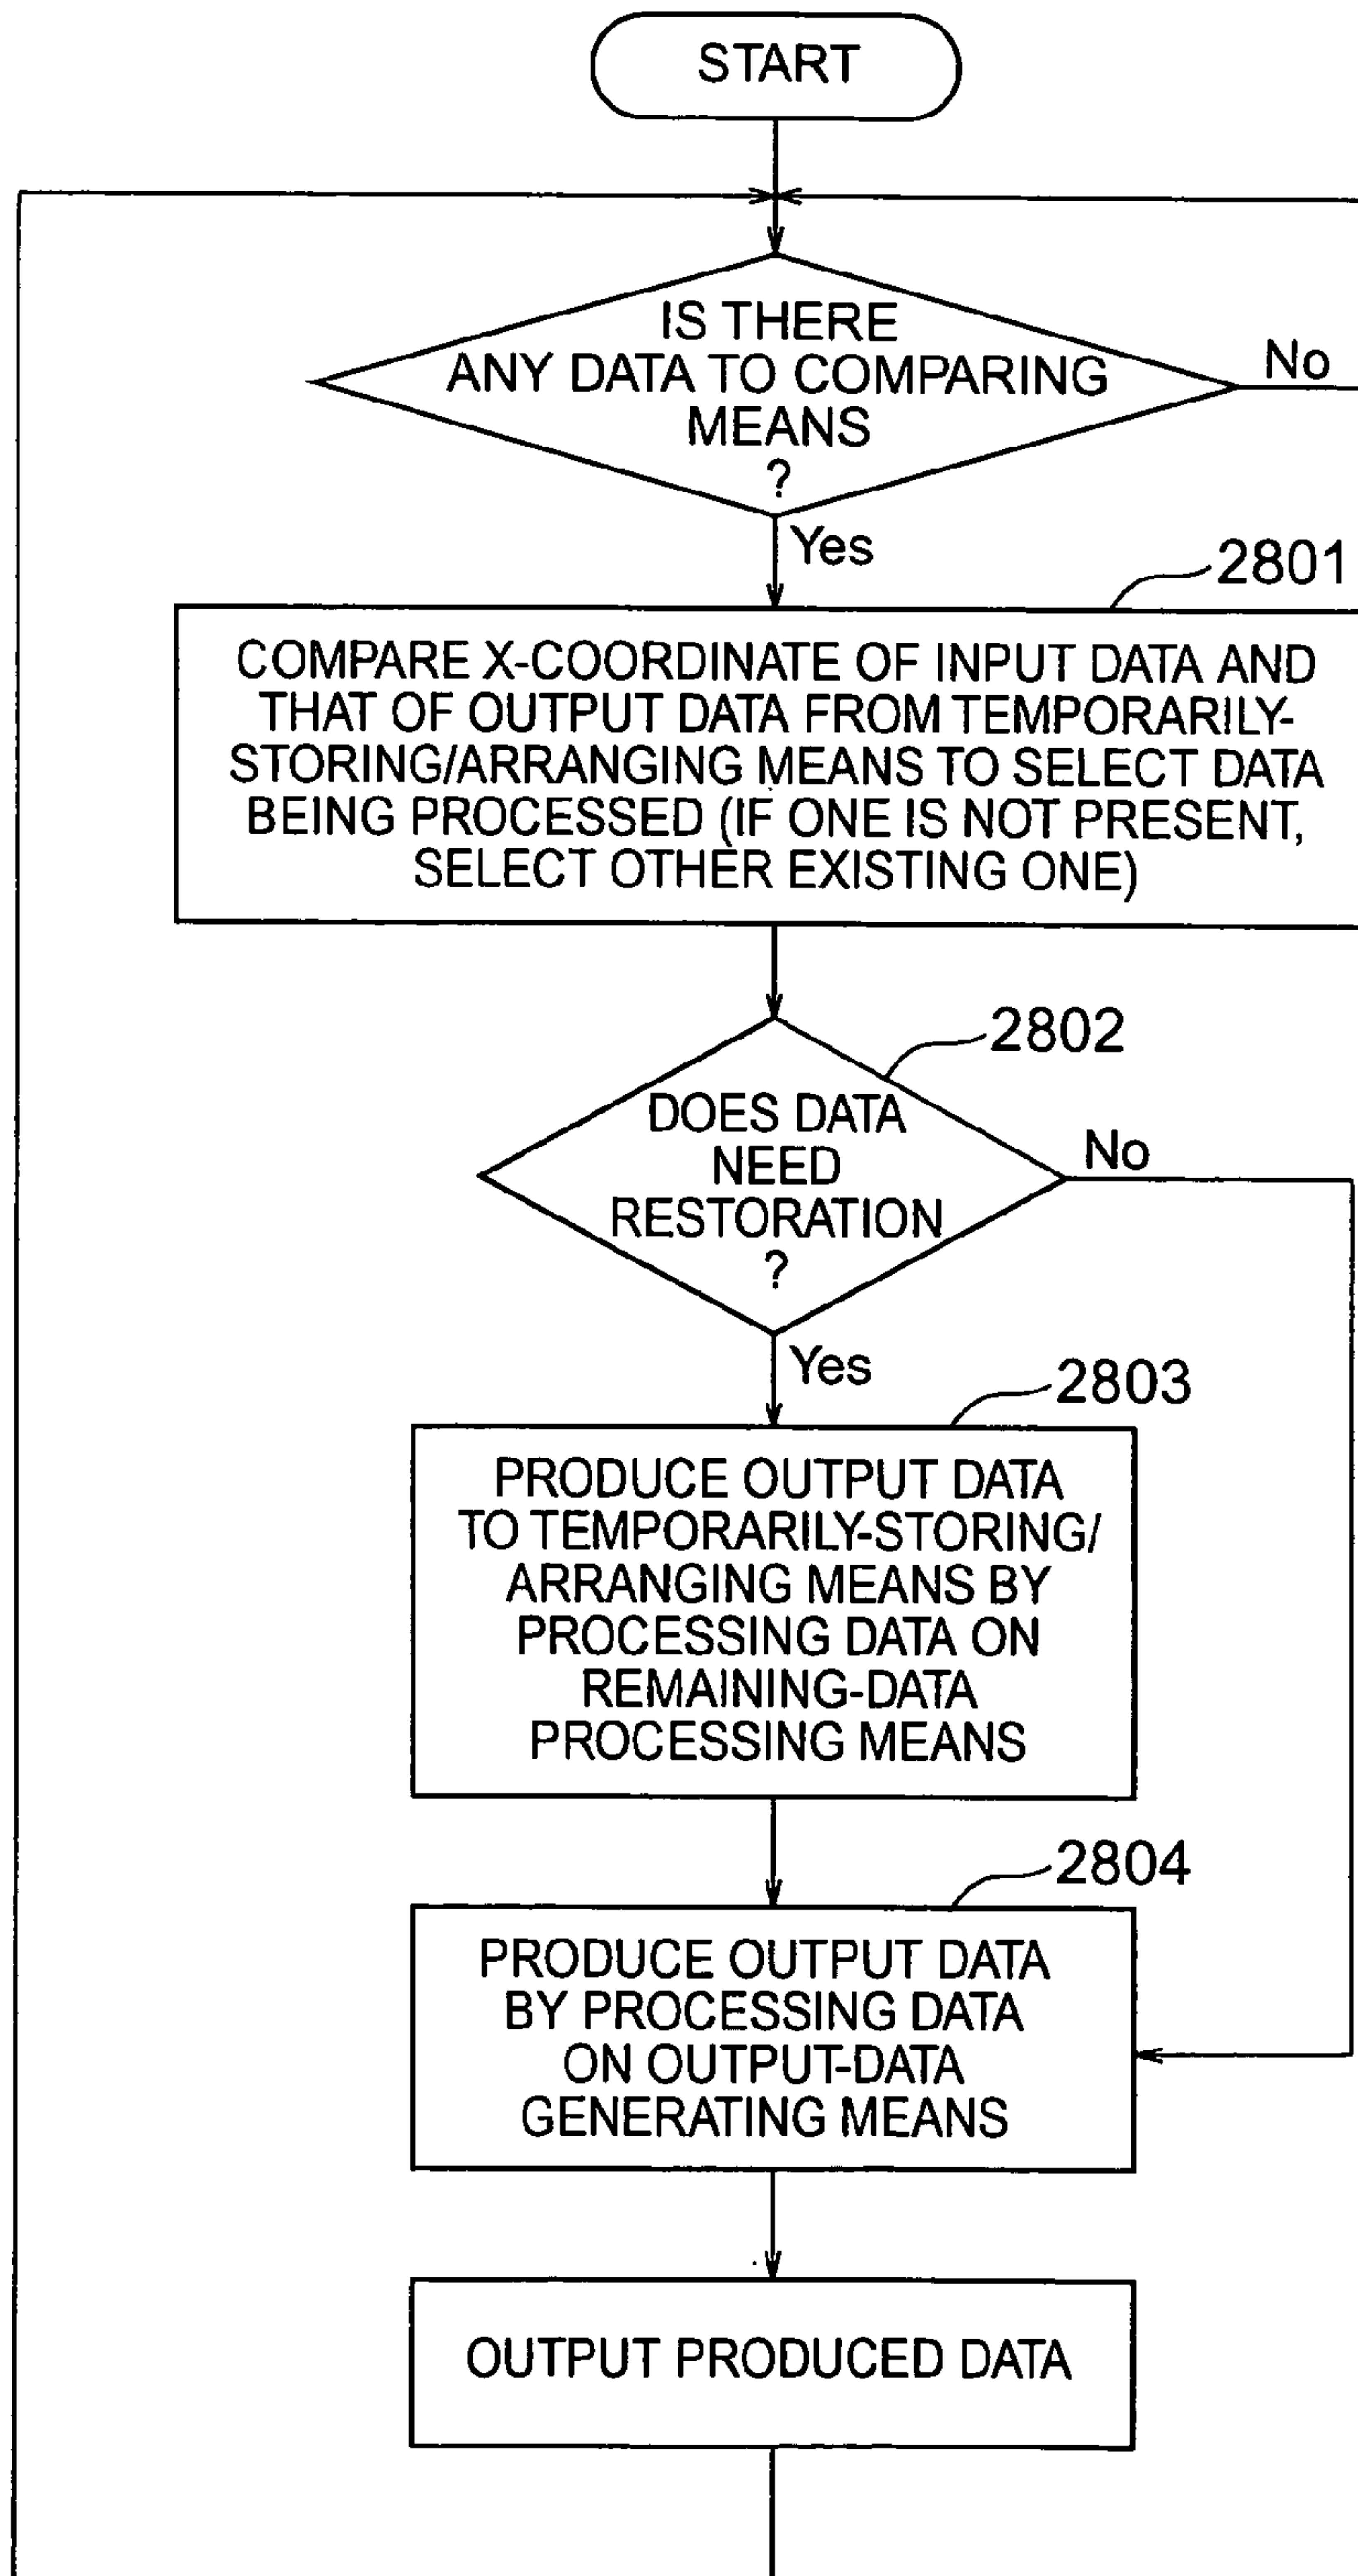 START
IS THERE
ANY DATA TO COMPARING
MEANS
?
No
Yes
2801
COMPARE X-COORDINATE OF INPUT DATA AND
THAT OF OUTPUT DATA FROM TEMPORARILY-
STORING/ARRANGING MEANS TO SELECT DATA
BEING PROCESSED (IF ONE IS NOT PRESENT,
SELECT OTHER EXISTING ONE)
2802
DOES DATA
NEED
RESTORATION
?
No
Yes
2803
PRODUCE OUTPUT DATA
TO TEMPORARILY-STORING/
ARRANGING MEANS BY
PROCESSING DATA ON
REMAINING-DATA
PROCESSING MEANS
2804
PRODUCE OUTPUT DATA
BY PROCESSING DATA
ON OUTPUT-DATA
GENERATING MEANS
OUTPUT PRODUCED DATA